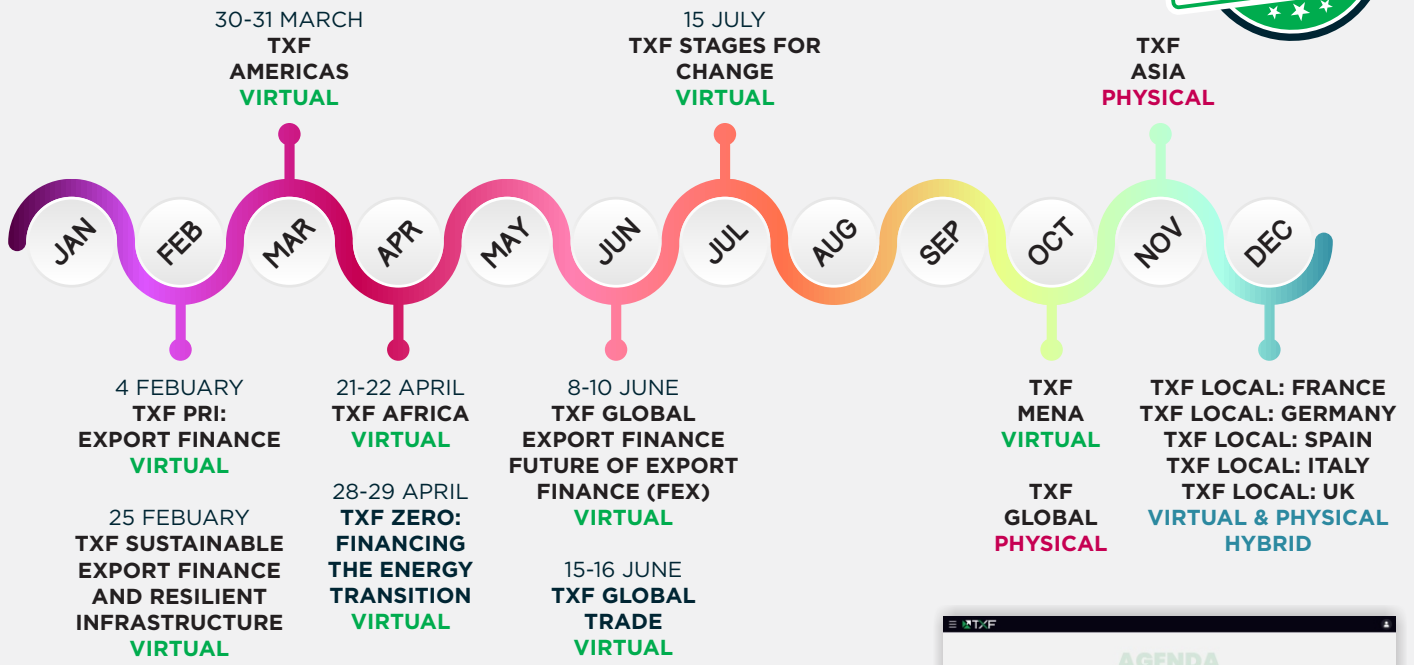 30-31 MARCH
TXF
AMERICAS
VIRTUAL
15 JULY
TXF STAGES FOR
CHANGE
VIRTUAL
TXF
ASIA
PHYSICAL
JAN
FEB
MAR
APR
MAY
JUN
JUL
AUG
SEP
OCT
NOV
DEC
4 FEBUARY
TXF PRI:
EXPORT FINANCE
VIRTUAL
25 FEBUARY
TXF SUSTAINABLE
EXPORT FINANCE
AND RESILIENT
INFRASTRUCTURE
VIRTUAL
21-22 APRIL
TXF AFRICA
VIRTUAL
28-29 APRIL
TXF ZERO:
FINANCING
THE ENERGY
TRANSITION
VIRTUAL
8-10 JUNE
TXF GLOBAL
EXPORT FINANCE
FUTURE OF EXPORT
FINANCE (FEX)
VIRTUAL
15-16 JUNE
TXF GLOBAL
TRADE
VIRTUAL
TXF
MENA
VIRTUAL
TXF
GLOBAL
PHYSICAL
TXF LOCAL: FRANCE
TXF LOCAL: GERMANY
TXF LOCAL: SPAIN
TXF LOCAL: ITALY
TXF LOCAL: UK
VIRTUAL & PHYSICAL
HYBRID
TXF
AGENDA